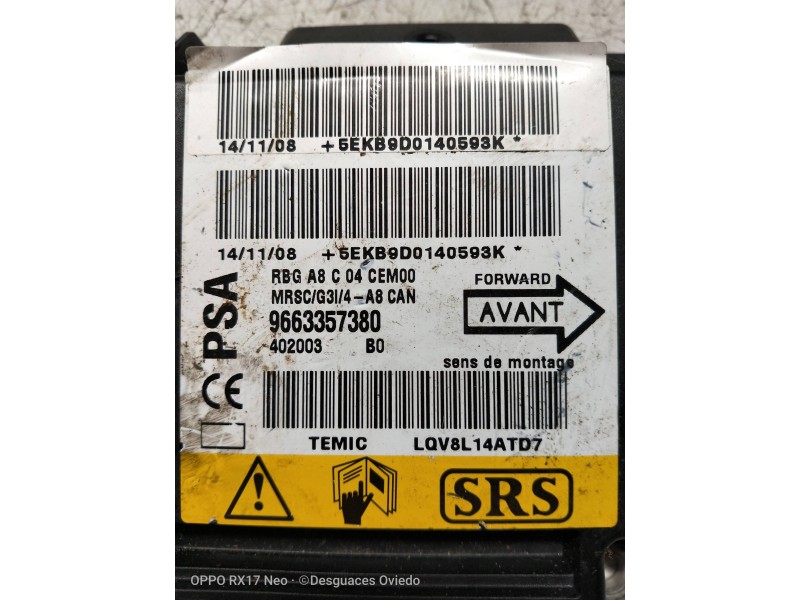 14/11/08 +5EKB9D0140593K*
14/11/08 +5EKB9D0140593K*
PSA
RBG A8 C 04 CEM00
MRSC/G3I/4-A8 CAN
9663357380
402003 B0
FORWARD
AVANT
sens de montage
CE
TEMIC LQV8L14ATD7
! SRS
OPPO RX17 Neo · ©Desguaces Oviedo